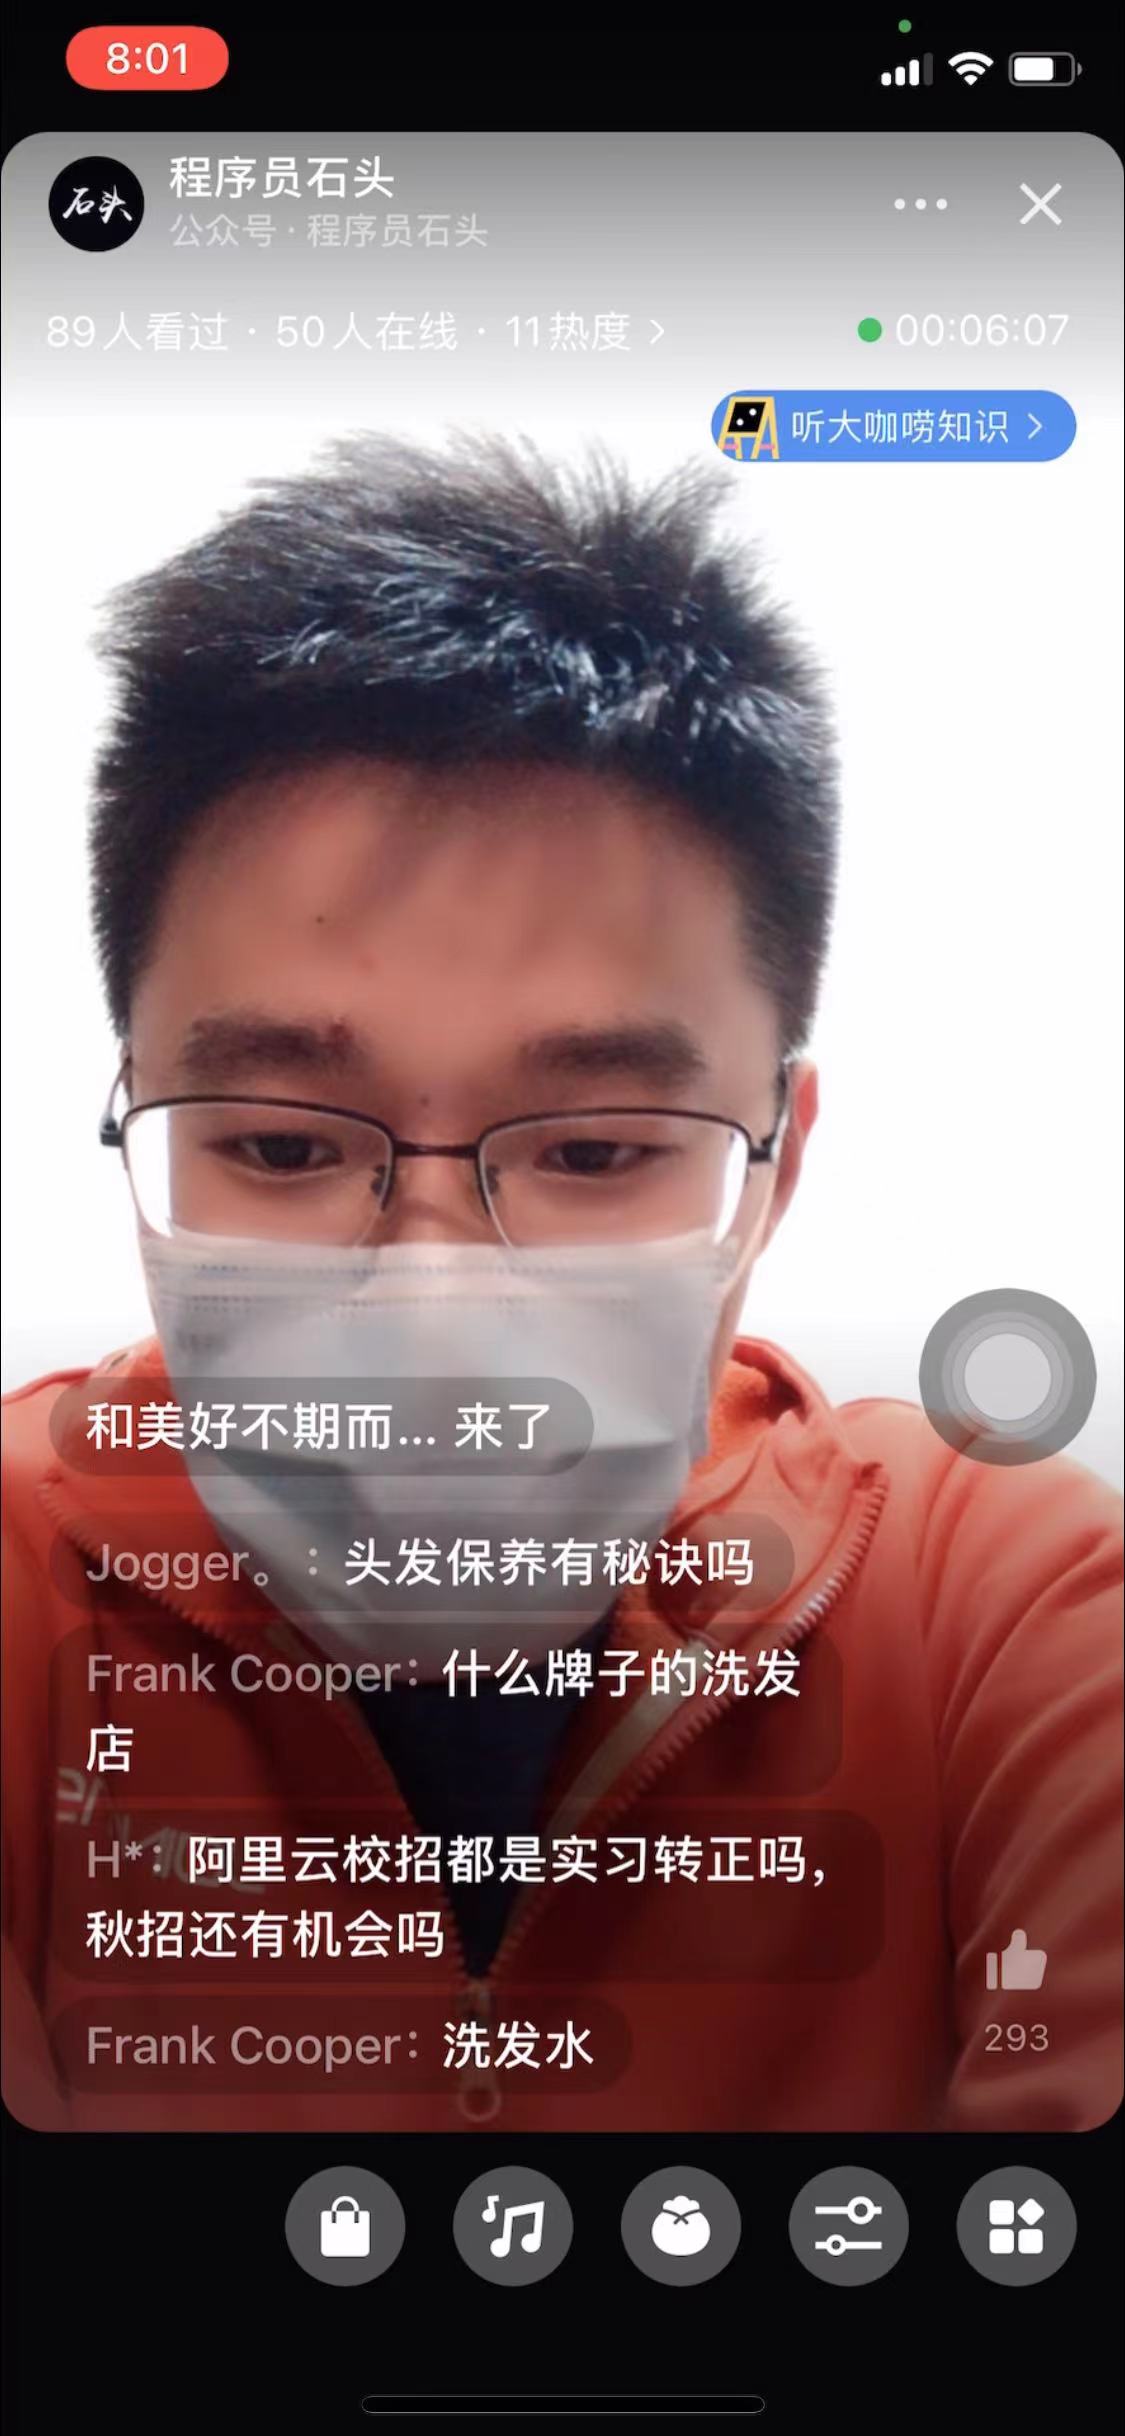 8:01
石头
程序员石头
公众号·程序员石头
89人看过 · 50人在线 · 11热度 >
00:06:07
听大咖唠知识 >
和美好不期而... 来了
Jogger。：头发保养有秘诀吗
Frank Cooper：什么牌子的洗发
店
H*：阿里云校招都是实习转正吗，
秋招还有机会吗
Frank Cooper：洗发水
293